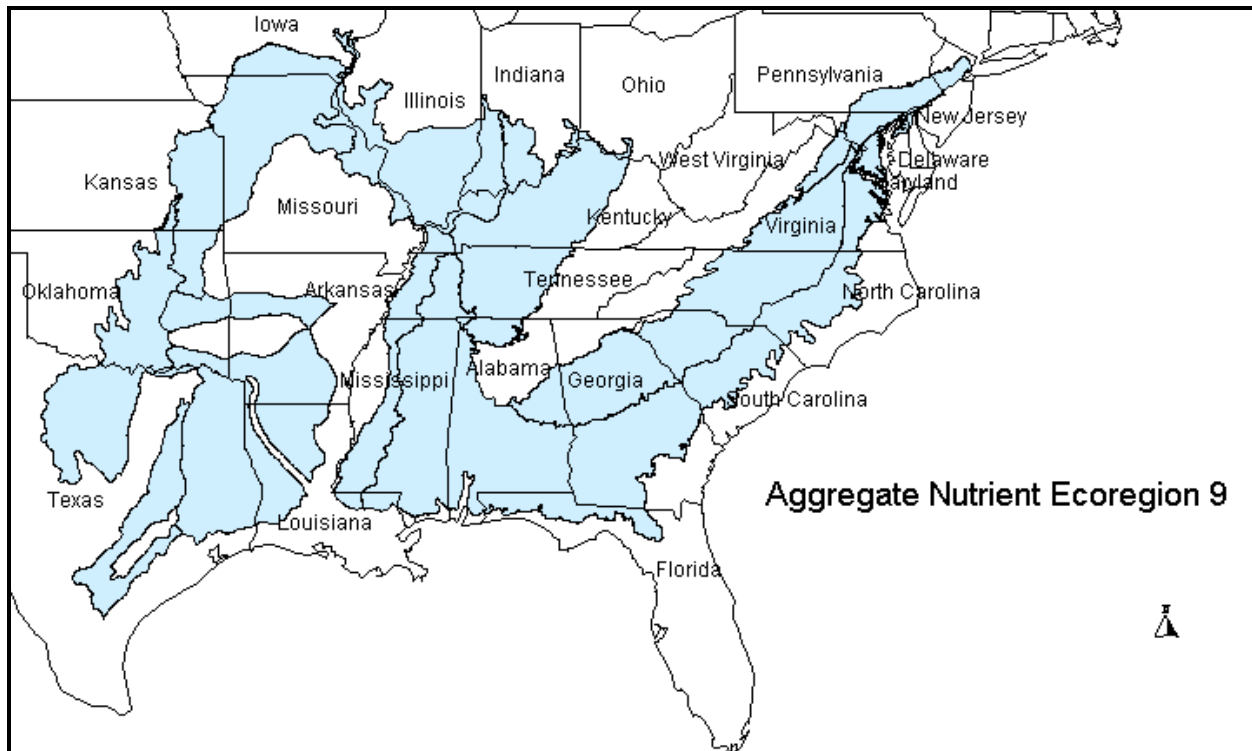 Iowa
Indiana
Ohio
Pennsylvania
Illinois
New Jersey
West Virginia
Delaware
Maryland
Kansas
Missouri
Kentucky
Virginia
Oklahoma
Arkansas
Tennessee
North Carolina
Mississippi
Alabama
Georgia
South Carolina
Texas
Louisiana
Aggregate Nutrient Ecoregion 9
Florida